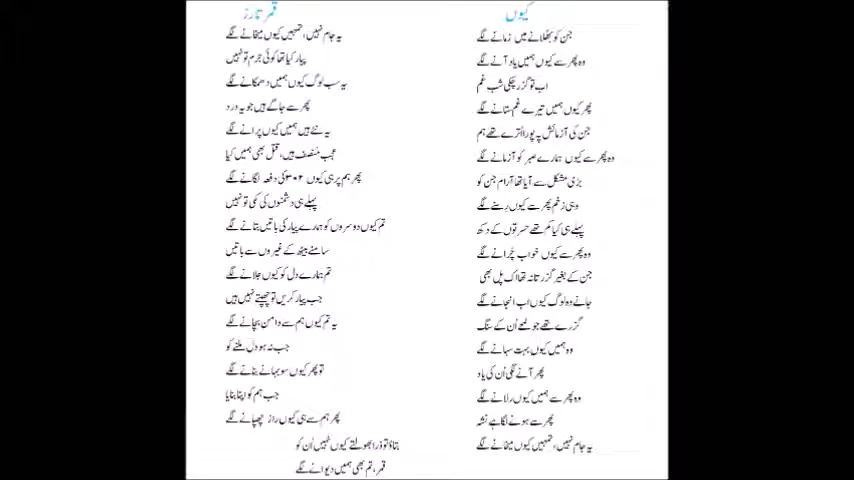 کیوں
جن کو بھلانے میں زمانے لگے
وہ پھر سے کیوں ہمیں یاد آنے لگے
اب تو گزر چکی شب غم
پھر کیوں ہمیں تیرے غم ستانے لگے
جن کی آزمائش پہ پورا اُترے تھے ہم
وہ پھر سے کیوں ہمارے صبر کو آزمانے لگے
بڑی مشکل سے آیا تھا آرام جن کو
وہی زخم پھر سے کیوں رِسنے لگے
پہلے ہی کیا کم تھے حسرتوں کے دکھ
وہ پھر سے کیوں خواب چُرانے لگے
جن کے بغیر گزرتا نہ تھا اک پل بھی
جانے وہ لوگ کیوں اب انجانے لگے
گزرے تھے جو لمحے اُن کے سنگ
وہ ہمیں کیوں بہت سہانے لگے
پھر آنے لگی اُن کی یاد
وہ پھر سے ہمیں کیوں رلانے لگے
پھر سے ہونے لگا ہے نشہ
یہ جام نہیں، تمہیں کیوں میخانے لگے
قمر تارڑ
یہ جام نہیں، تمہیں کیوں میخانے لگے
پیار کیا تھا کوئی جرم تو نہیں
یہ سب لوگ کیوں ہمیں دھمکانے لگے
پھر سے جاگے ہیں جو یہ درد
یہ نئے ہیں ہمیں کیوں پرانے لگے
عجب مُنصف ہیں، قتل بھی ہمیں کیا
پھر ہم پر ہی کیوں ۳۰۲ کی دفعہ لگانے لگے
پہلے ہی دشمنوں کی کمی تو نہیں
تم کیوں دوسروں کو ہمارے پیار کی باتیں بتانے لگے
سامنے بیٹھ کے غیروں سے باتیں
تم ہمارے دل کو کیوں جلانے لگے
جب پیار کریں تو چھپتے نہیں ہیں
یہ تم کیوں ہم سے دامن بچانے لگے
جب نہ ہو دل ملنے کو
تو پھر کیوں سو بہانے بنانے لگے
جب ہم کو اپنا بنایا
پھر ہم سے ہی کیوں راز چھپانے لگے
بتاؤ تو ذرا بھولتے کیوں نہیں اُن کو
قمر، تم بھی ہمیں دیوانے لگے